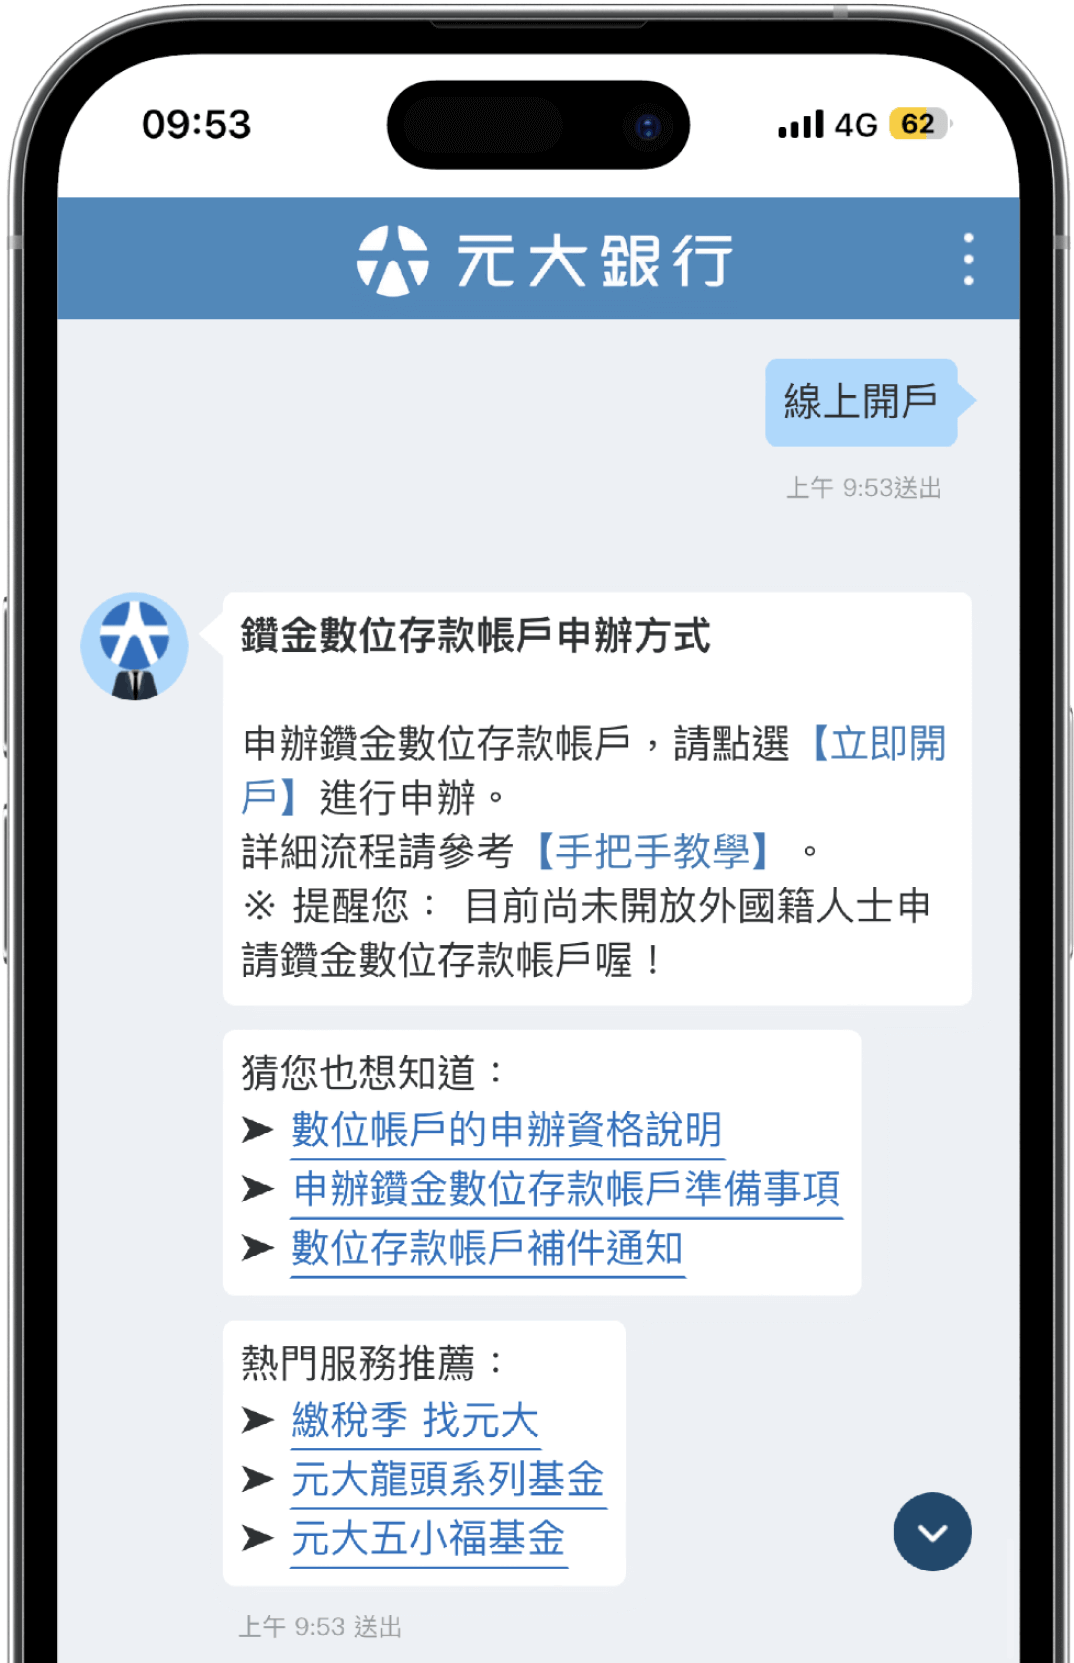 09:53
4G 62
元大銀行
線上開戶
上午 9:53送出
鑽金數位存款帳戶申辦方式
申辦鑽金數位存款帳戶，請點選【立即開
戶】進行申辦。
詳細流程請參考【手把手教學】。
※ 提醒您： 目前尚未開放外國籍人士申
請鑽金數位存款帳戶喔！
猜您也想知道：
➤ 數位帳戶的申辦資格說明
➤ 申辦鑽金數位存款帳戶準備事項
➤ 數位存款帳戶補件通知
熱門服務推薦：
➤ 繳稅季 找元大
➤ 元大龍頭系列基金
➤ 元大五小福基金
上午 9:53 送出